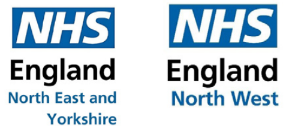 NHS
England
North East and
Yorkshire
NHS
England
North West